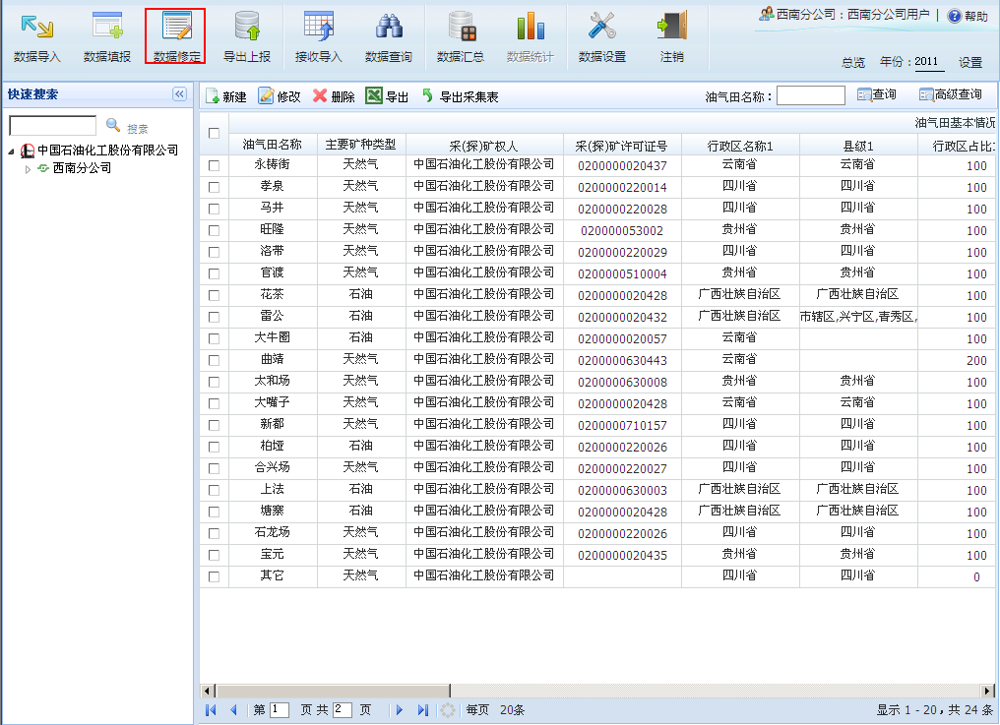 西南分公司：西南分公司用户 | 帮助
数据导入 数据填报 数据修定 导出上报 接收导入 数据查询 数据汇总 数据统计 数据设置 注销
总览 年份：2011 设置
快速搜索
搜索
中国石油化工股份有限公司
西南分公司
新建 修改 删除 导出 导出采集表 油气田名称： 查询 高级查询
油气田基本情况
油气田名称 主要矿种类型 采(探)矿权人 采(探)矿许可证号 行政区名称1 县级1 行政区占比
永铸街 天然气 中国石油化工股份有限公司 0200000020437 云南省 云南省 100
孝泉 天然气 中国石油化工股份有限公司 0200000220014 四川省 四川省 100
马井 天然气 中国石油化工股份有限公司 0200000220028 四川省 四川省 100
旺隆 天然气 中国石油化工股份有限公司 020000053002 贵州省 贵州省 100
洛带 天然气 中国石油化工股份有限公司 0200000220029 四川省 四川省 100
官渡 天然气 中国石油化工股份有限公司 0200000510004 贵州省 贵州省 100
花茶 石油 中国石油化工股份有限公司 0200000020428 广西壮族自治区 广西壮族自治区 100
雷公 石油 中国石油化工股份有限公司 0200000020432 广西壮族自治区 市辖区,兴宁区,青秀区, 100
大牛圈 石油 中国石油化工股份有限公司 0200000020057 云南省 100
曲靖 天然气 中国石油化工股份有限公司 0200000630443 云南省 200
太和场 天然气 中国石油化工股份有限公司 0200000630008 贵州省 贵州省 100
大嘴子 天然气 中国石油化工股份有限公司 0200000020428 云南省 云南省 100
新都 天然气 中国石油化工股份有限公司 0200000710157 四川省 四川省 100
柏垭 石油 中国石油化工股份有限公司 0200000220026 四川省 四川省 100
合兴场 天然气 中国石油化工股份有限公司 0200000220027 四川省 四川省 100
上法 石油 中国石油化工股份有限公司 0200000630003 广西壮族自治区 广西壮族自治区 100
塘寨 石油 中国石油化工股份有限公司 0200000020428 广西壮族自治区 广西壮族自治区 100
石龙场 天然气 中国石油化工股份有限公司 0200000220026 四川省 四川省 100
宝元 天然气 中国石油化工股份有限公司 0200000020435 贵州省 贵州省 100
其它 天然气 中国石油化工股份有限公司 四川省 四川省 0
第 1 页 共 2 页 每页 20条 显示 1 - 20，共 24 条